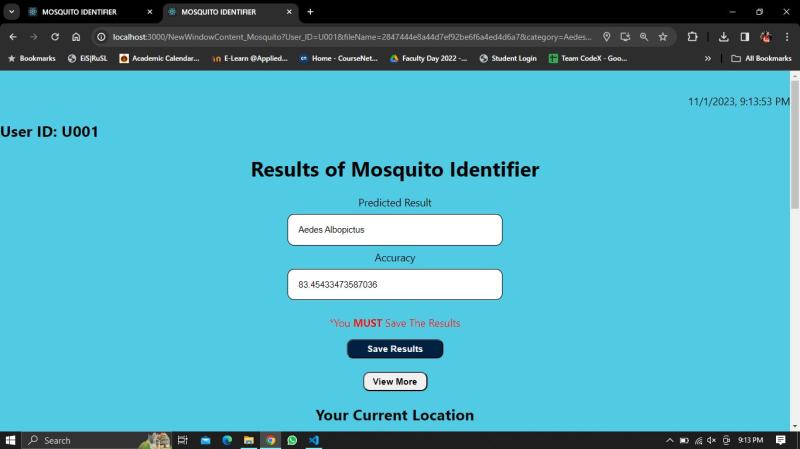 MOSQUITO IDENTIFIER
MOSQUITO IDENTIFIER
localhost:3000/NewWindowContent_Mosquito?User_ID=U001&fileName=2847444e8a44d7ef92be6f6a4ed4d6a7&category=Aedes...
Bookmarks
EiS|RuSL
Academic Calendar...
E-Learn @Applied...
Home - CourseNet...
Faculty Day 2022 -...
Student Login
Team CodeX - Goo...
»
All Bookmarks
11/1/2023, 9:13:53 PM
User ID: U001
Results of Mosquito Identifier
Predicted Result
Aedes Albopictus
Accuracy
83.45433473587036
*You MUST Save The Results
Save Results
View More
Your Current Location
Search
9:13 PM